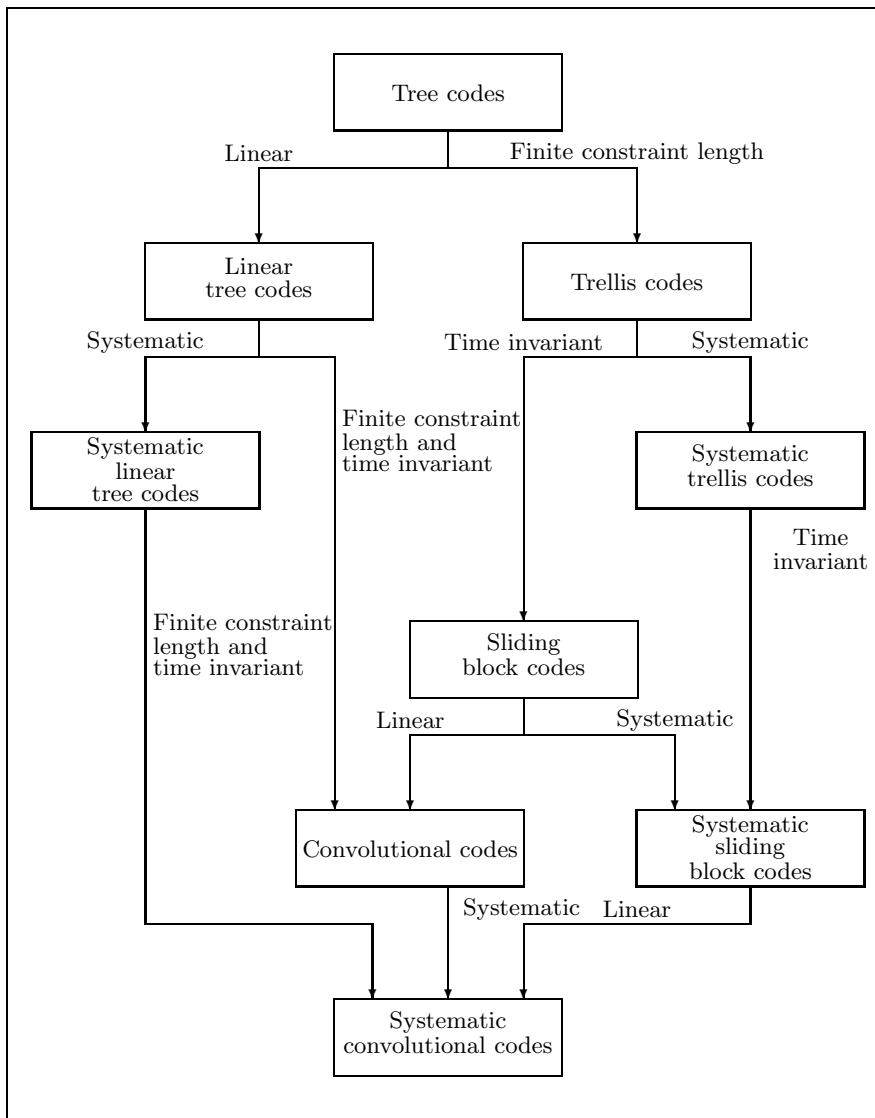 Tree codes
Linear
Finite constraint length
Linear
tree codes
Trellis codes
Systematic
Time invariant
Systematic
Finite constraint
length and
time invariant
Systematic
linear
tree codes
Systematic
trellis codes
Time
invariant
Finite constraint
length and
time invariant
Sliding
block codes
Linear
Systematic
Convolutional codes
Systematic
sliding
block codes
Systematic
Linear
Systematic
convolutional codes